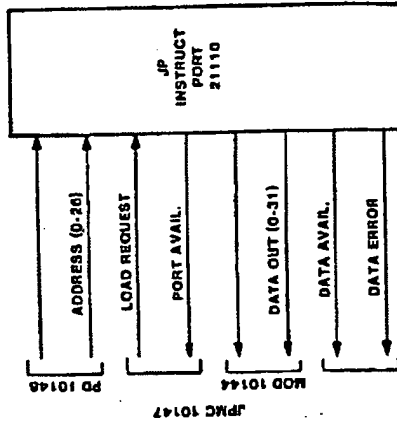 PD 10146
ADDRESS (0-26)
LOAD REQUEST
PORT AVAIL.
JP
INSTRUCT
PORT
21110
JPMC 10147
MOD 10144
DATA OUT (0-31)
DATA AVAIL.
DATA ERROR